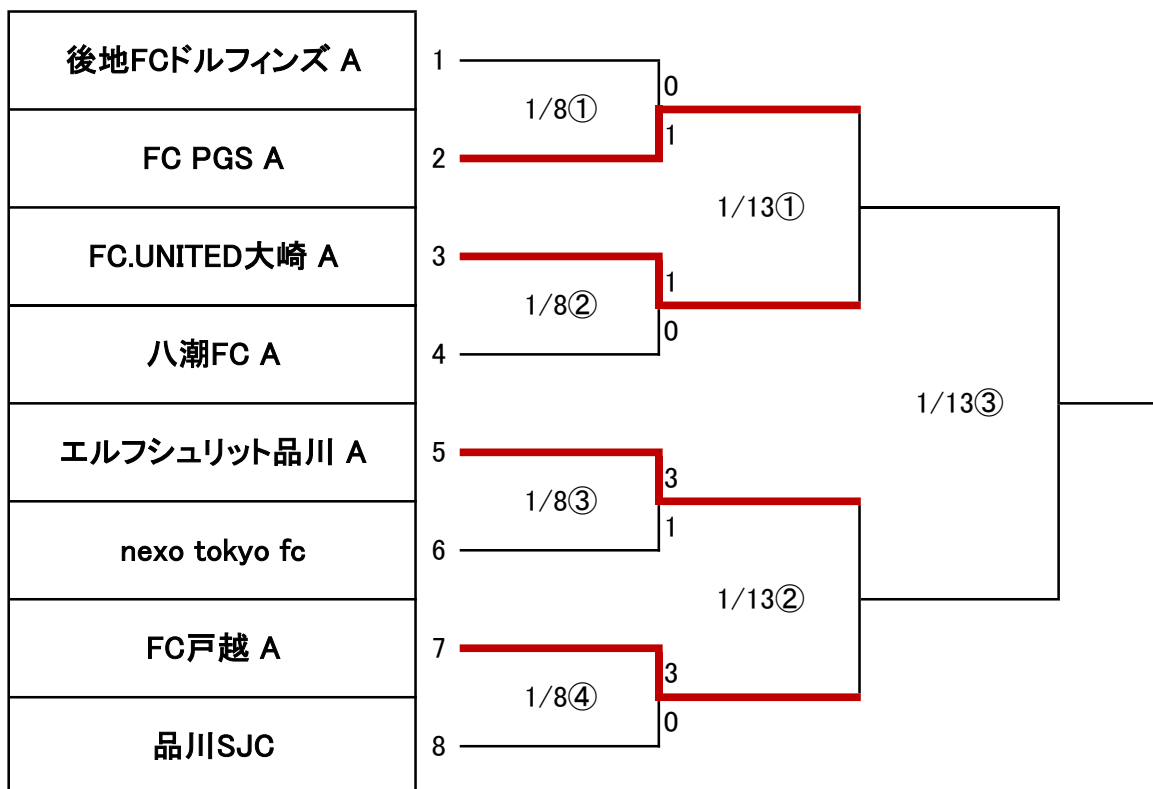 後地FCドルフィンズ A
1
0
1/8①
1
FC PGS A
2
1/13①
FC.UNITED大崎 A
3
1
1/8②
0
八潮FC A
4
1/13③
エルフシュリット品川 A
5
3
1/8③
1
nexo tokyo fc
6
1/13②
FC戸越 A
7
3
1/8④
0
品川SJC
8